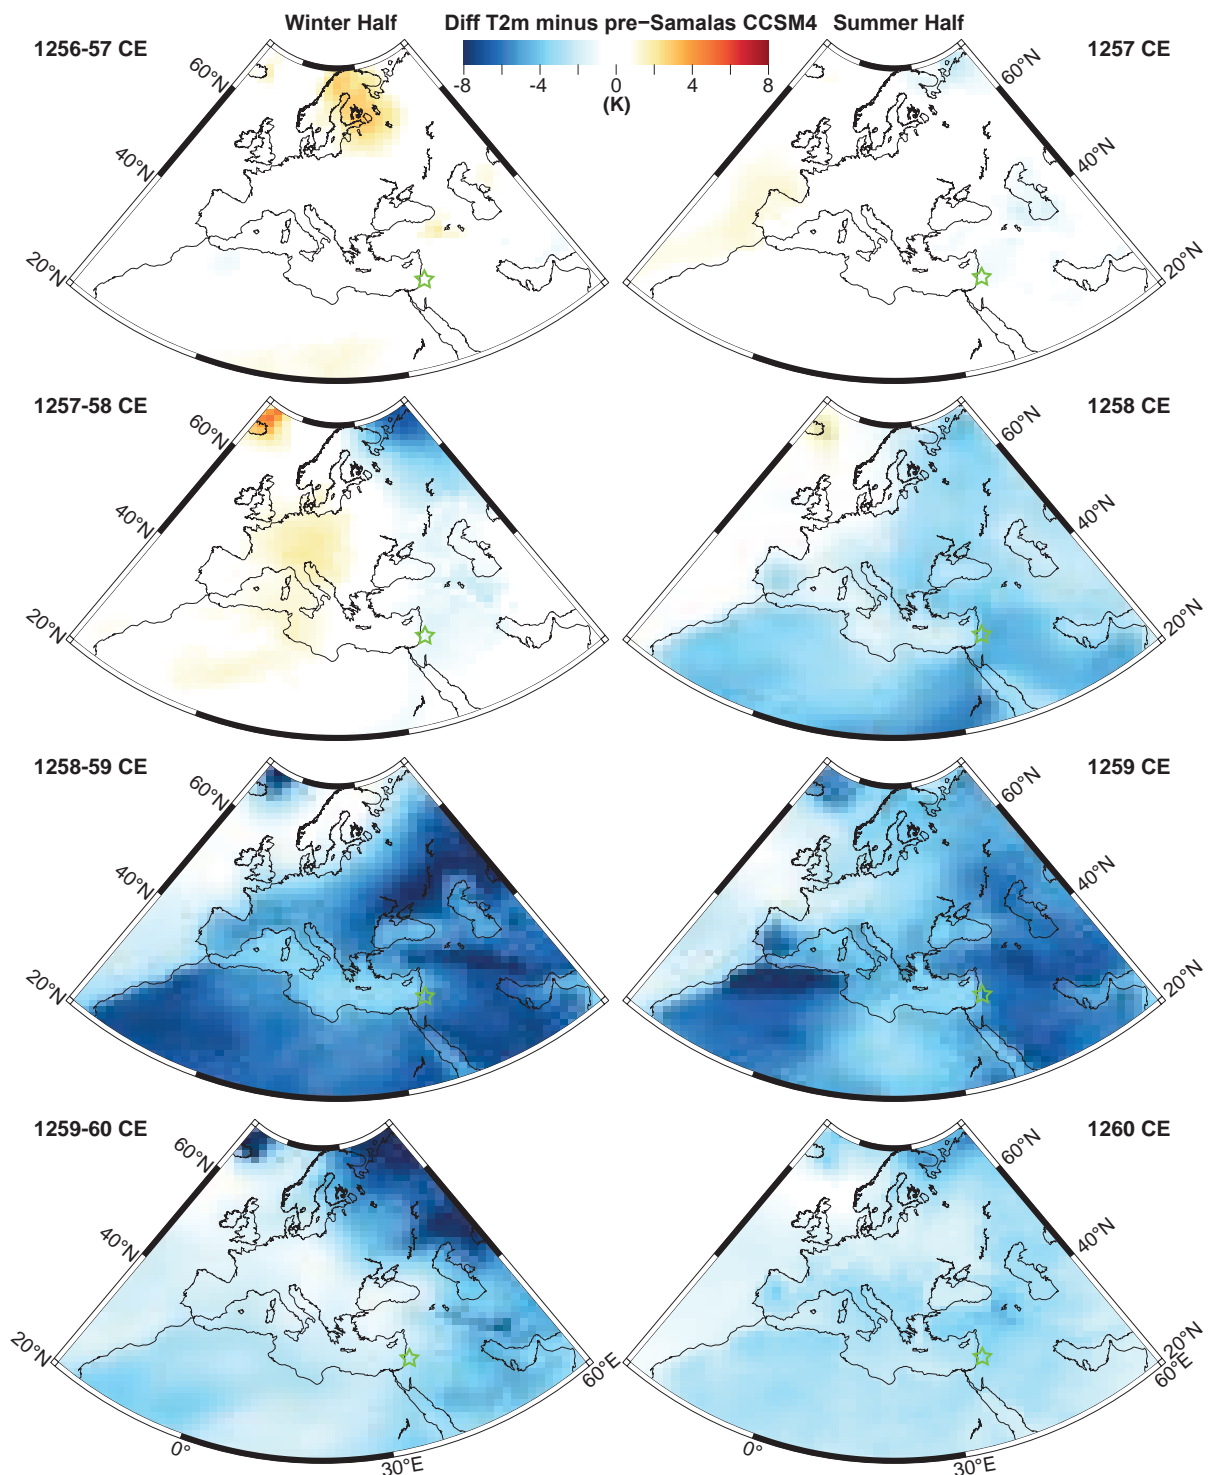 Winter Half Diff T2m minus pre−Samalas CCSM4 Summer Half
-8 -4 0 4 8
(K)
1256-57 CE
60°N
40°N
20°N
1257 CE
60°N
40°N
20°N
1257-58 CE
60°N
40°N
20°N
1258 CE
60°N
40°N
20°N
1258-59 CE
60°N
40°N
20°N
1259 CE
60°N
40°N
20°N
1259-60 CE
60°N
40°N
20°N
0°
30°E
60°E
1260 CE
60°N
40°N
20°N
60°E
0°
30°E